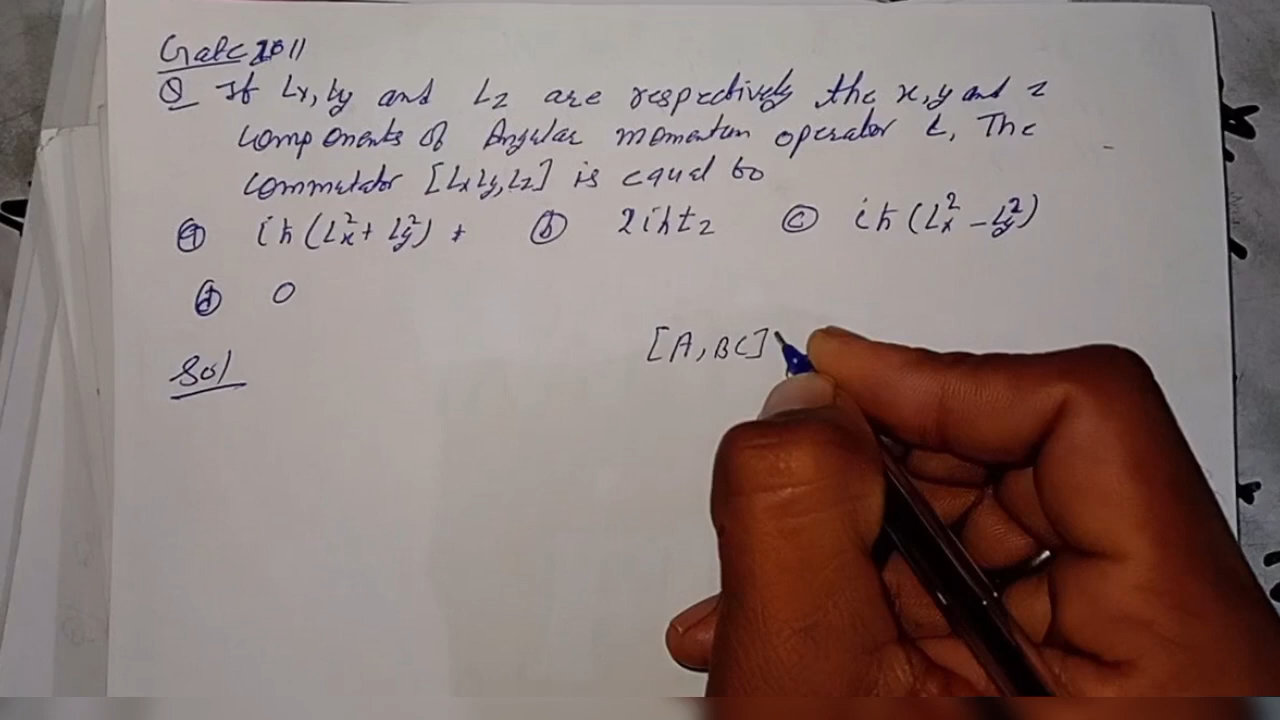 Gate 2011
Q If Lx, Ly and Lz are respectively the x, y and z
components of Angular momentum operator L, The
commutator [LxLy, Lz] is equal to
(a) iħ(Lx² + Ly²) (b) 2iħLz (c) iħ(Lx² - Ly²)
(d) 0
Sol
[A, BC]